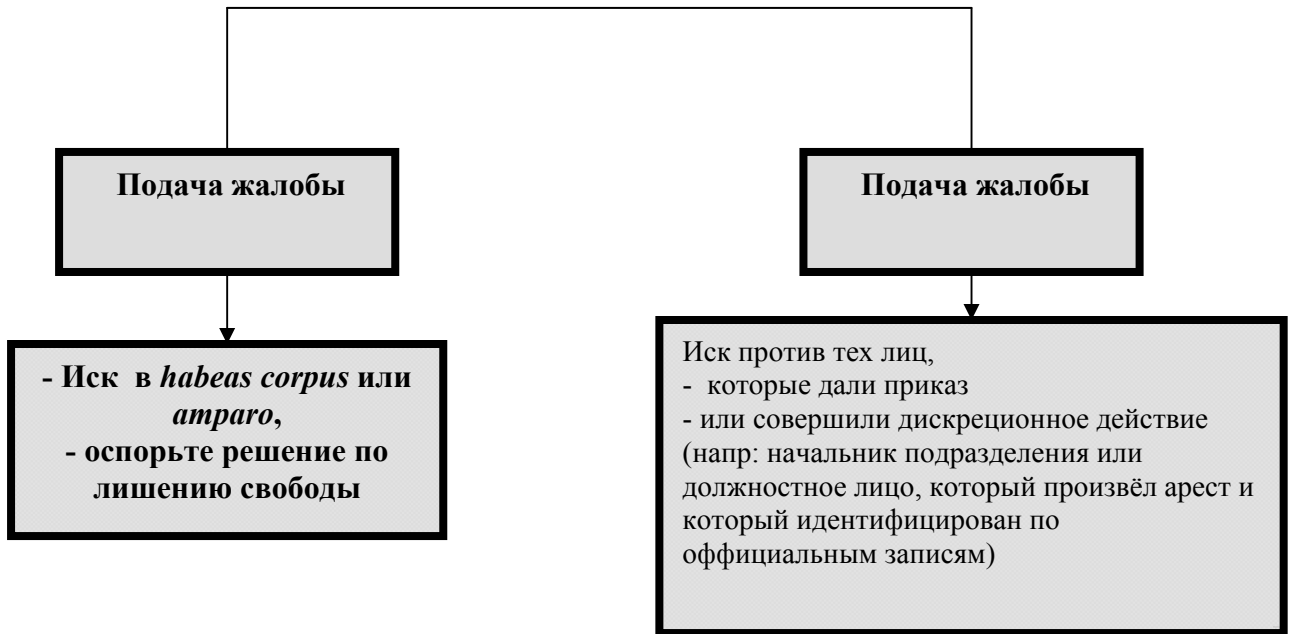 Подача жалобы
Подача жалобы
- Иск в habeas corpus или
amparo,
- оспорьте решение по
лишению свободы
Иск против тех лиц,
- которые дали приказ
- или совершили дискреционное действие
(напр: начальник подразделения или
должностное лицо, который произвёл арест и
который идентифицирован по
оффициальным записям)